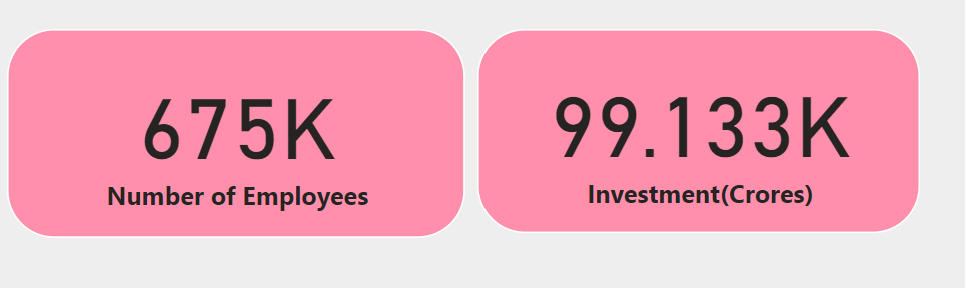 675K
Number of Employees
99.133K
Investment(Crores)